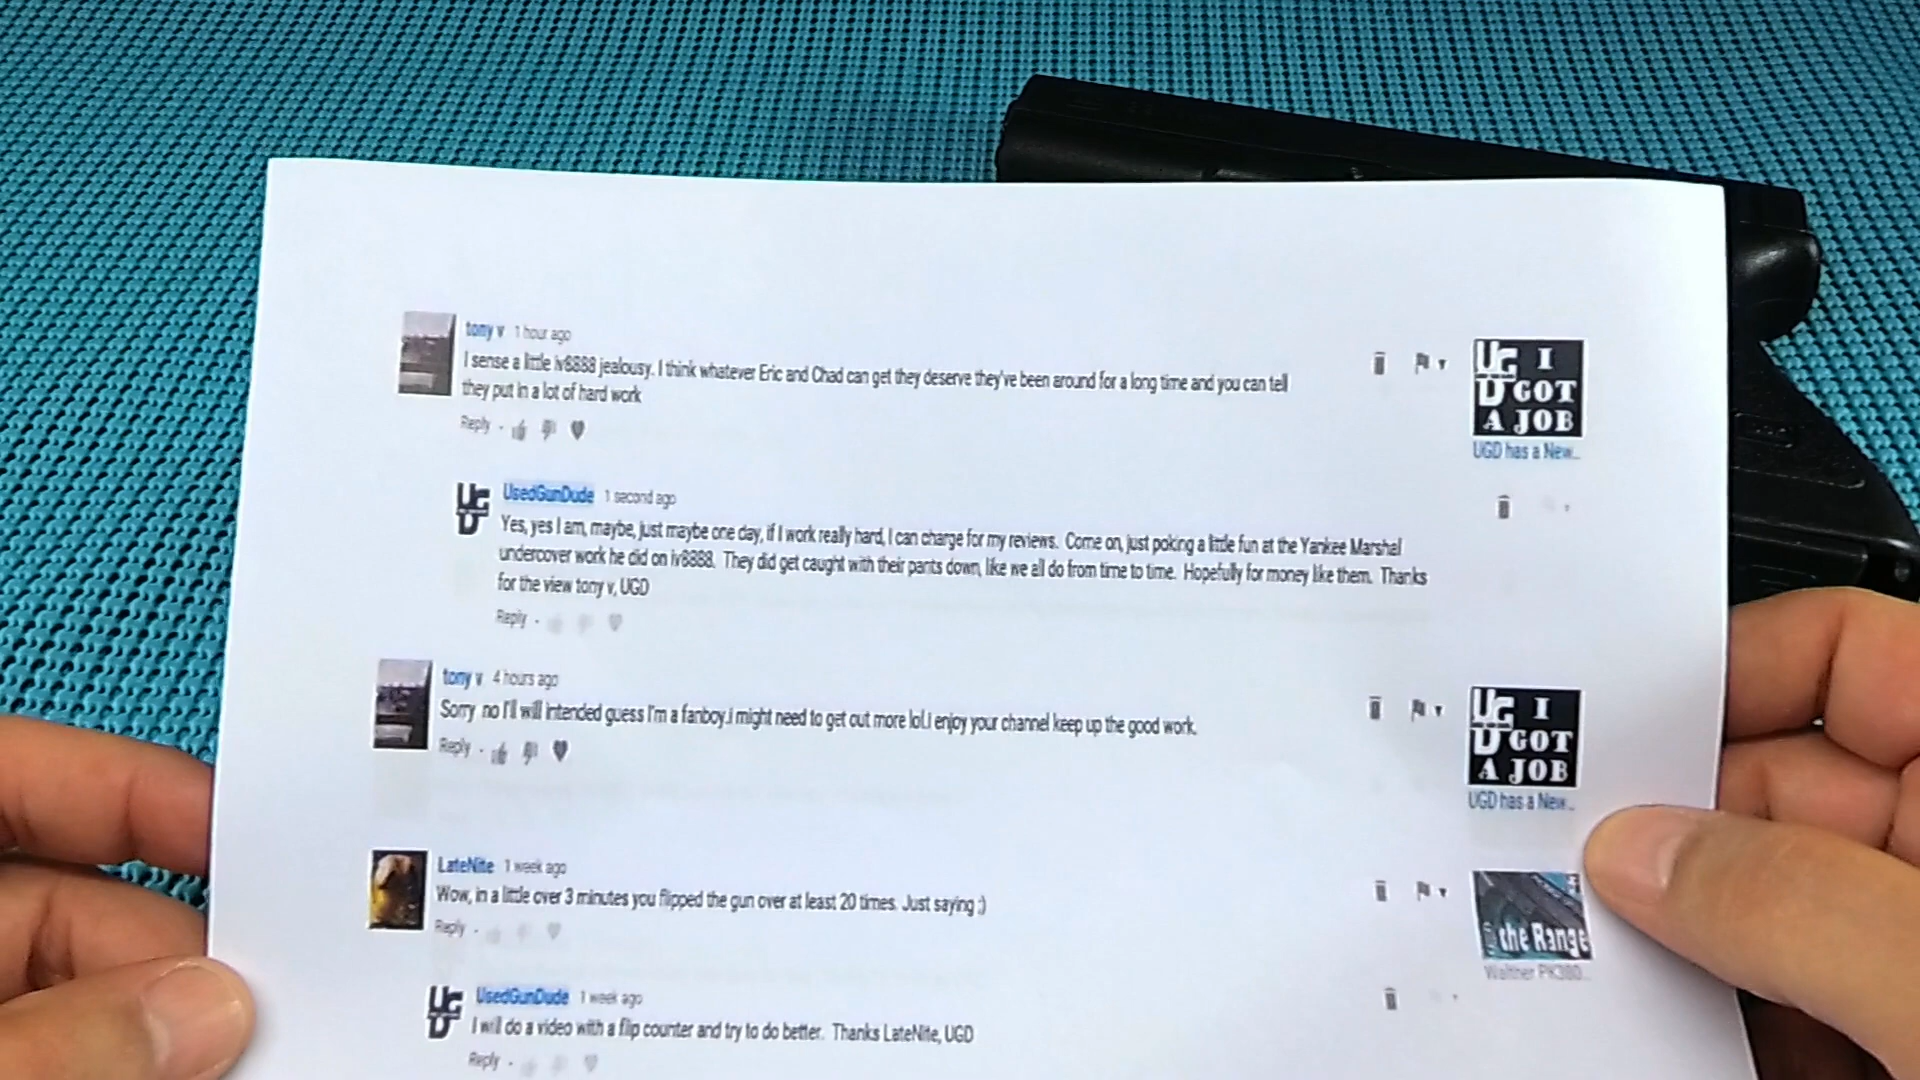 tony v 1 hour ago
I sense a little iv8888 jealousy. I think whatever Eric and Chad can get they deserve they've been around for a long time and you can tell
they put in a lot of hard work
Reply
UG I
D GOT
A JOB
UGD has a New...
UG
D
UsedGunDude 1 second ago
Yes, yes I am, maybe, just maybe one day, if I work really hard, I can charge for my reviews. Come on, just poking a little fun at the Yankee Marshal
undercover work he did on iv8888. They did get caught with their pants down, like we all do from time to time. Hopefully for money like them. Thanks
for the view tony v, UGD
Reply
tony v 4 hours ago
Sorry no I'll will intended guess I'm a fanboy.i might need to get out more lol.I enjoy your channel keep up the good work.
Reply
UG I
D GOT
A JOB
UGD has a New...
LateNite 1 week ago
Wow, in a little over 3 minutes you flipped the gun over at least 20 times. Just saying ;)
Reply
the Range
Walther PK380...
UG
D
UsedGunDude 1 week ago
I will do a video with a flip counter and try to do better. Thanks LateNite, UGD
Reply